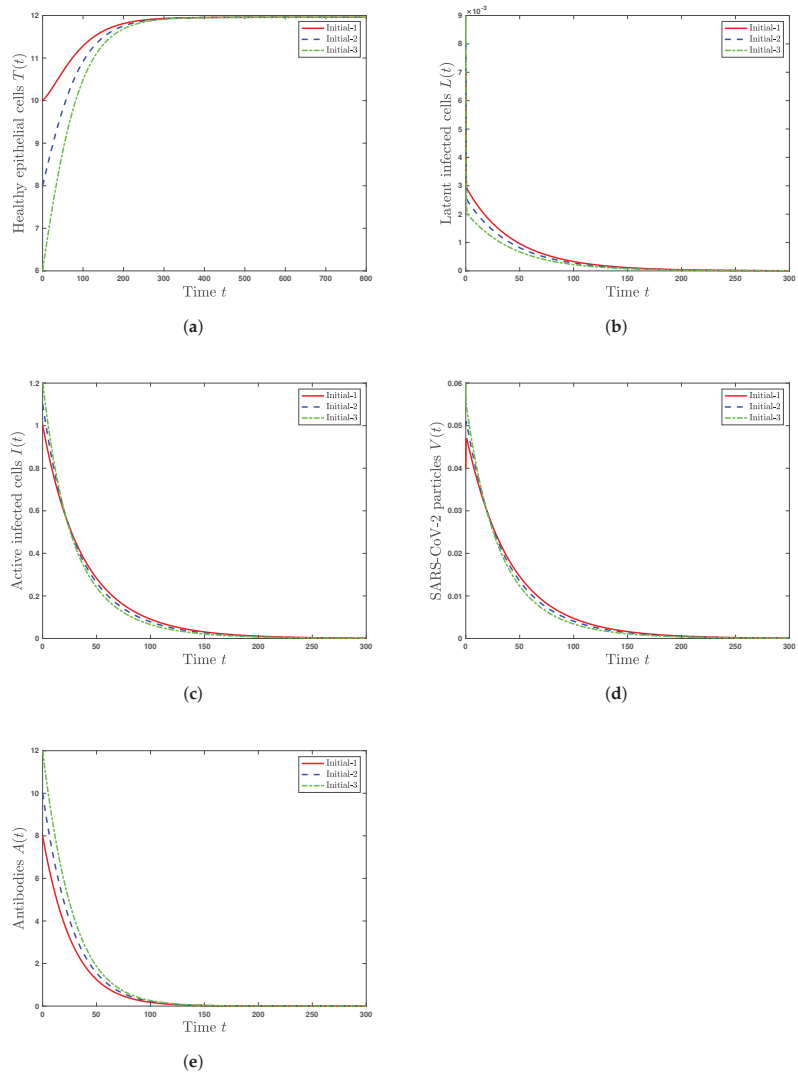 Healthy epithelial cells T(t)
12
11
10
9
8
7
6
0 100 200 300 400 500 600 700 800
Time t
Initial-1
Initial-2
Initial-3
(a)
Latent infected cells L(t)
×10⁻³
9
8
7
6
5
4
3
2
1
0
0 50 100 150 200 250 300
Time t
Initial-1
Initial-2
Initial-3
(b)
Active infected cells I(t)
1.2
1
0.8
0.6
0.4
0.2
0
0 50 100 150 200 250 300
Time t
Initial-1
Initial-2
Initial-3
(c)
SARS-CoV-2 particles V(t)
0.06
0.05
0.04
0.03
0.02
0.01
0
0 50 100 150 200 250 300
Time t
Initial-1
Initial-2
Initial-3
(d)
Antibodies A(t)
12
10
8
6
4
2
0
0 50 100 150 200 250 300
Time t
Initial-1
Initial-2
Initial-3
(e)